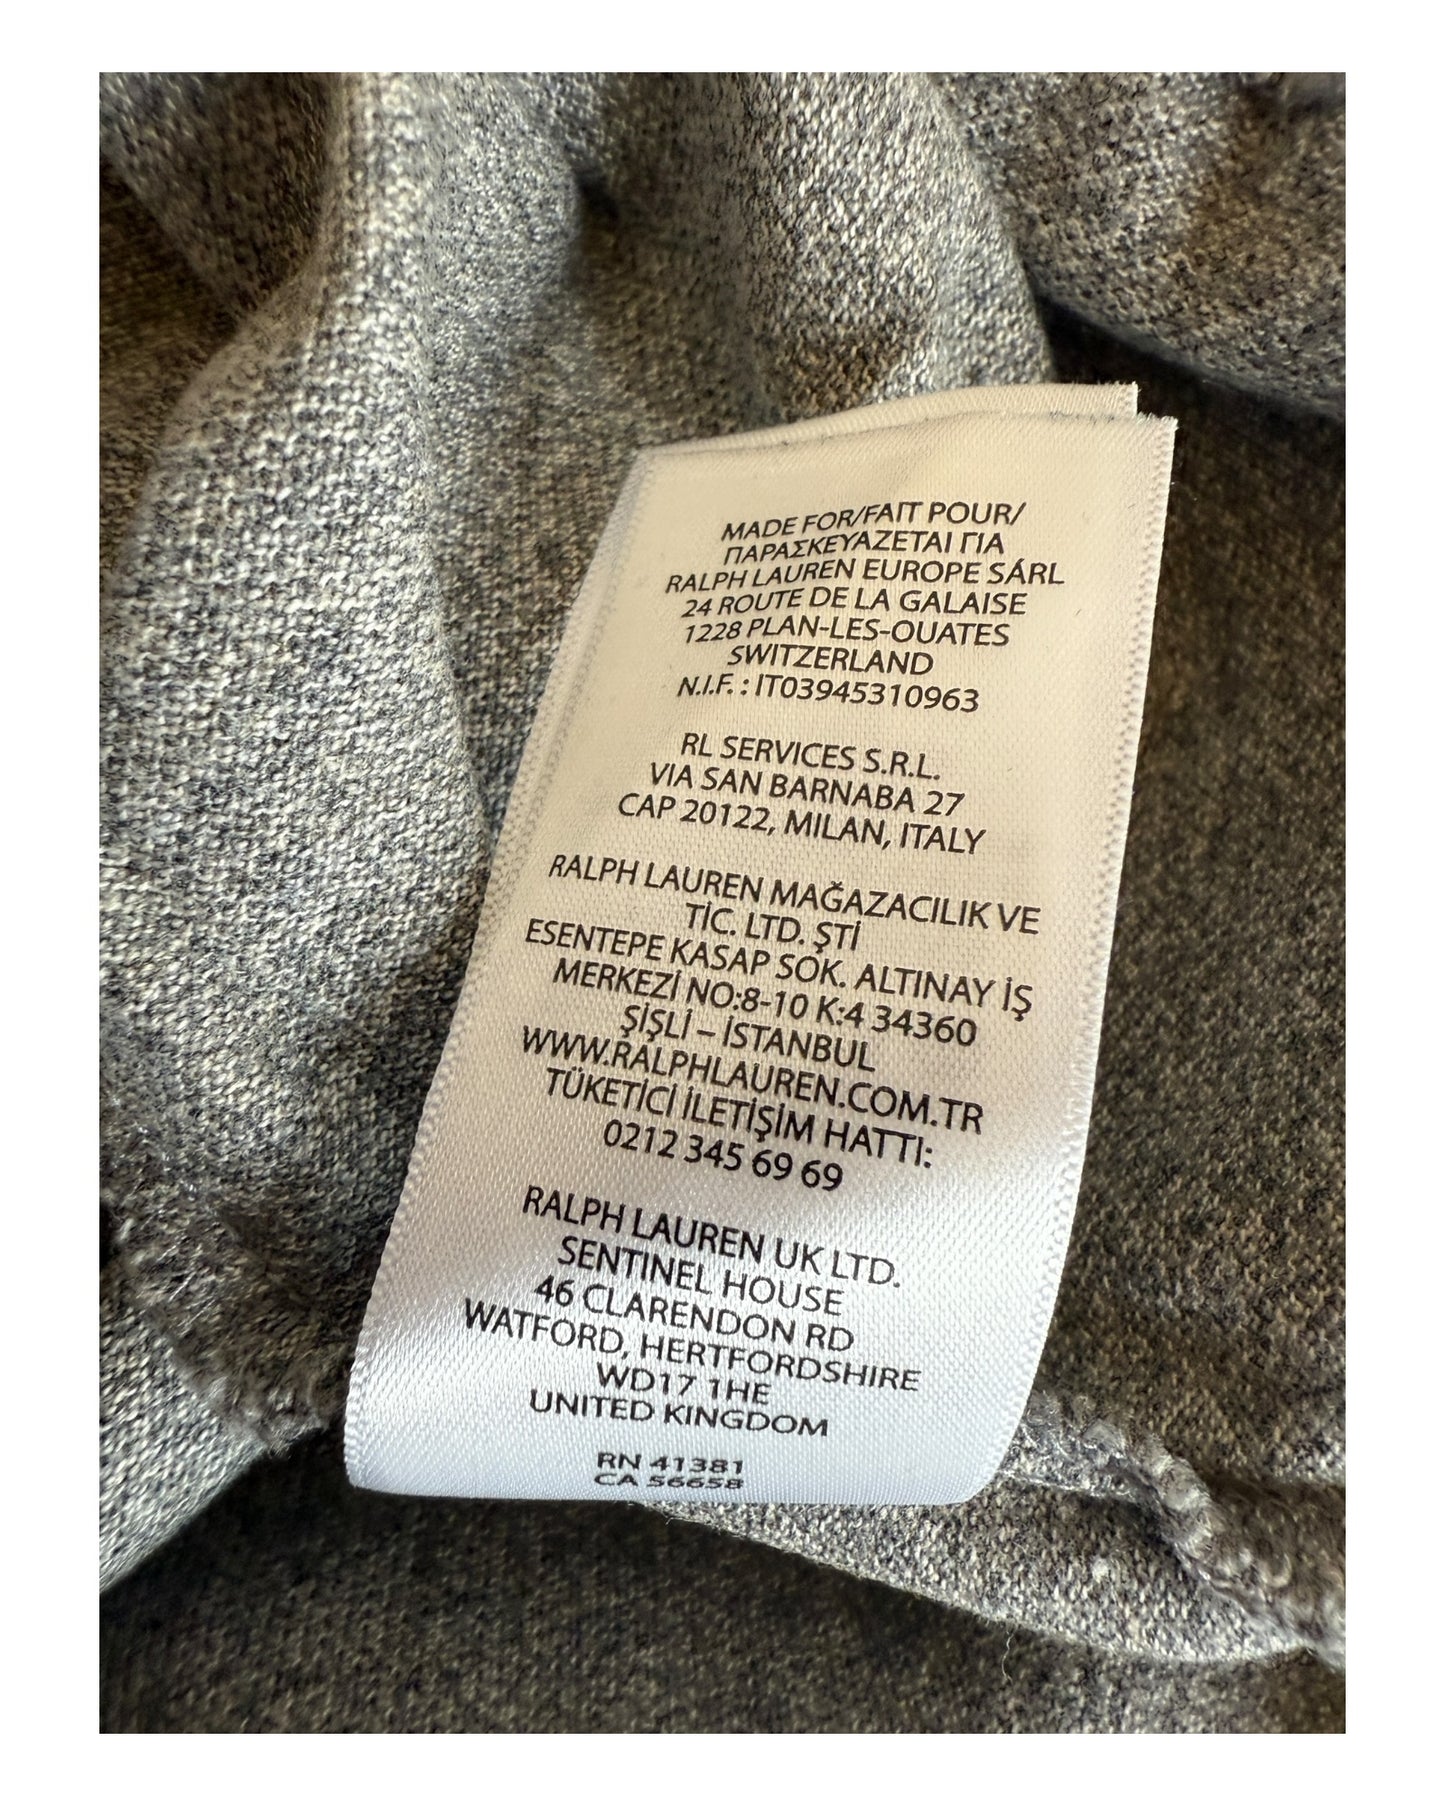 MADE FOR/FAIT POUR/
ΠΑΡΑΣΚΕΥΑΖΕΤΑΙ ΓΙΑ
RALPH LAUREN EUROPE SÁRL
24 ROUTE DE LA GALAISE
1228 PLAN-LES-OUATES
SWITZERLAND
N.I.F. : IT03945310963
RL SERVICES S.R.L.
VIA SAN BARNABA 27
CAP 20122, MILAN, ITALY
RALPH LAUREN MAĞAZACILIK VE
TİC. LTD. ŞTİ
ESENTEPE KASAP SOK. ALTINAY İŞ
MERKEZİ NO:8-10 K:4 34360
ŞİŞLİ – İSTANBUL
WWW.RALPHLAUREN.COM.TR
TÜKETİCİ İLETİŞİM HATTI:
0212 345 69 69
RALPH LAUREN UK LTD.
SENTINEL HOUSE
46 CLARENDON RD
WATFORD, HERTFORDSHIRE
WD17 1HE
UNITED KINGDOM
RN 41381
CA 56658